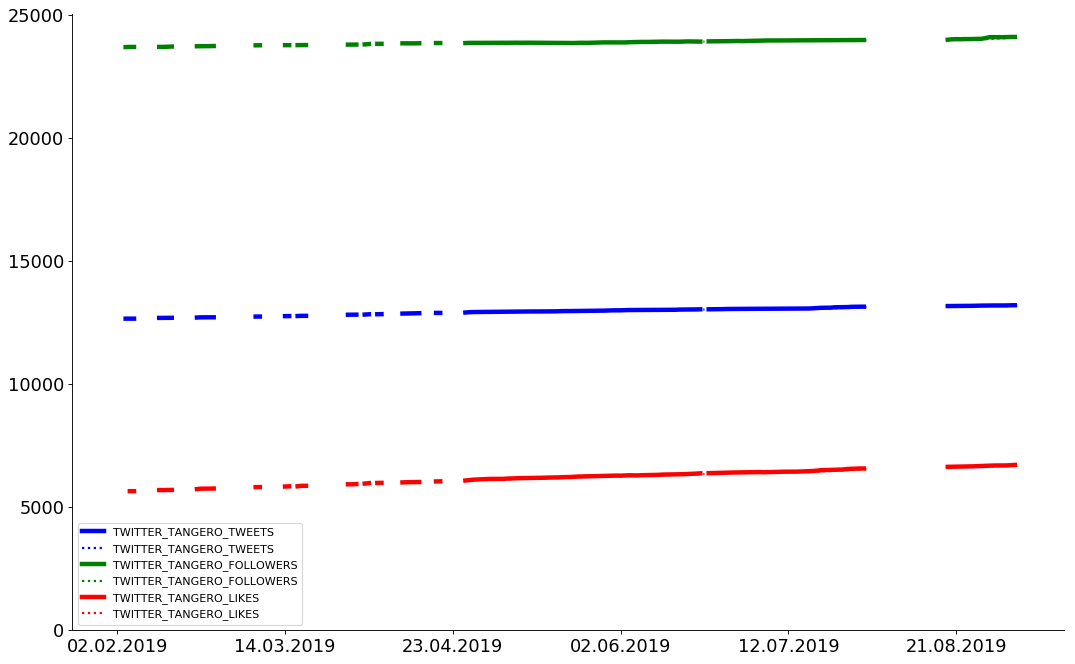 25000
20000
15000
10000
5000
0
TWITTER_TANGERO_TWEETS
TWITTER_TANGERO_TWEETS
TWITTER_TANGERO_FOLLOWERS
TWITTER_TANGERO_FOLLOWERS
TWITTER_TANGERO_LIKES
TWITTER_TANGERO_LIKES
02.02.2019 14.03.2019 23.04.2019 02.06.2019 12.07.2019 21.08.2019